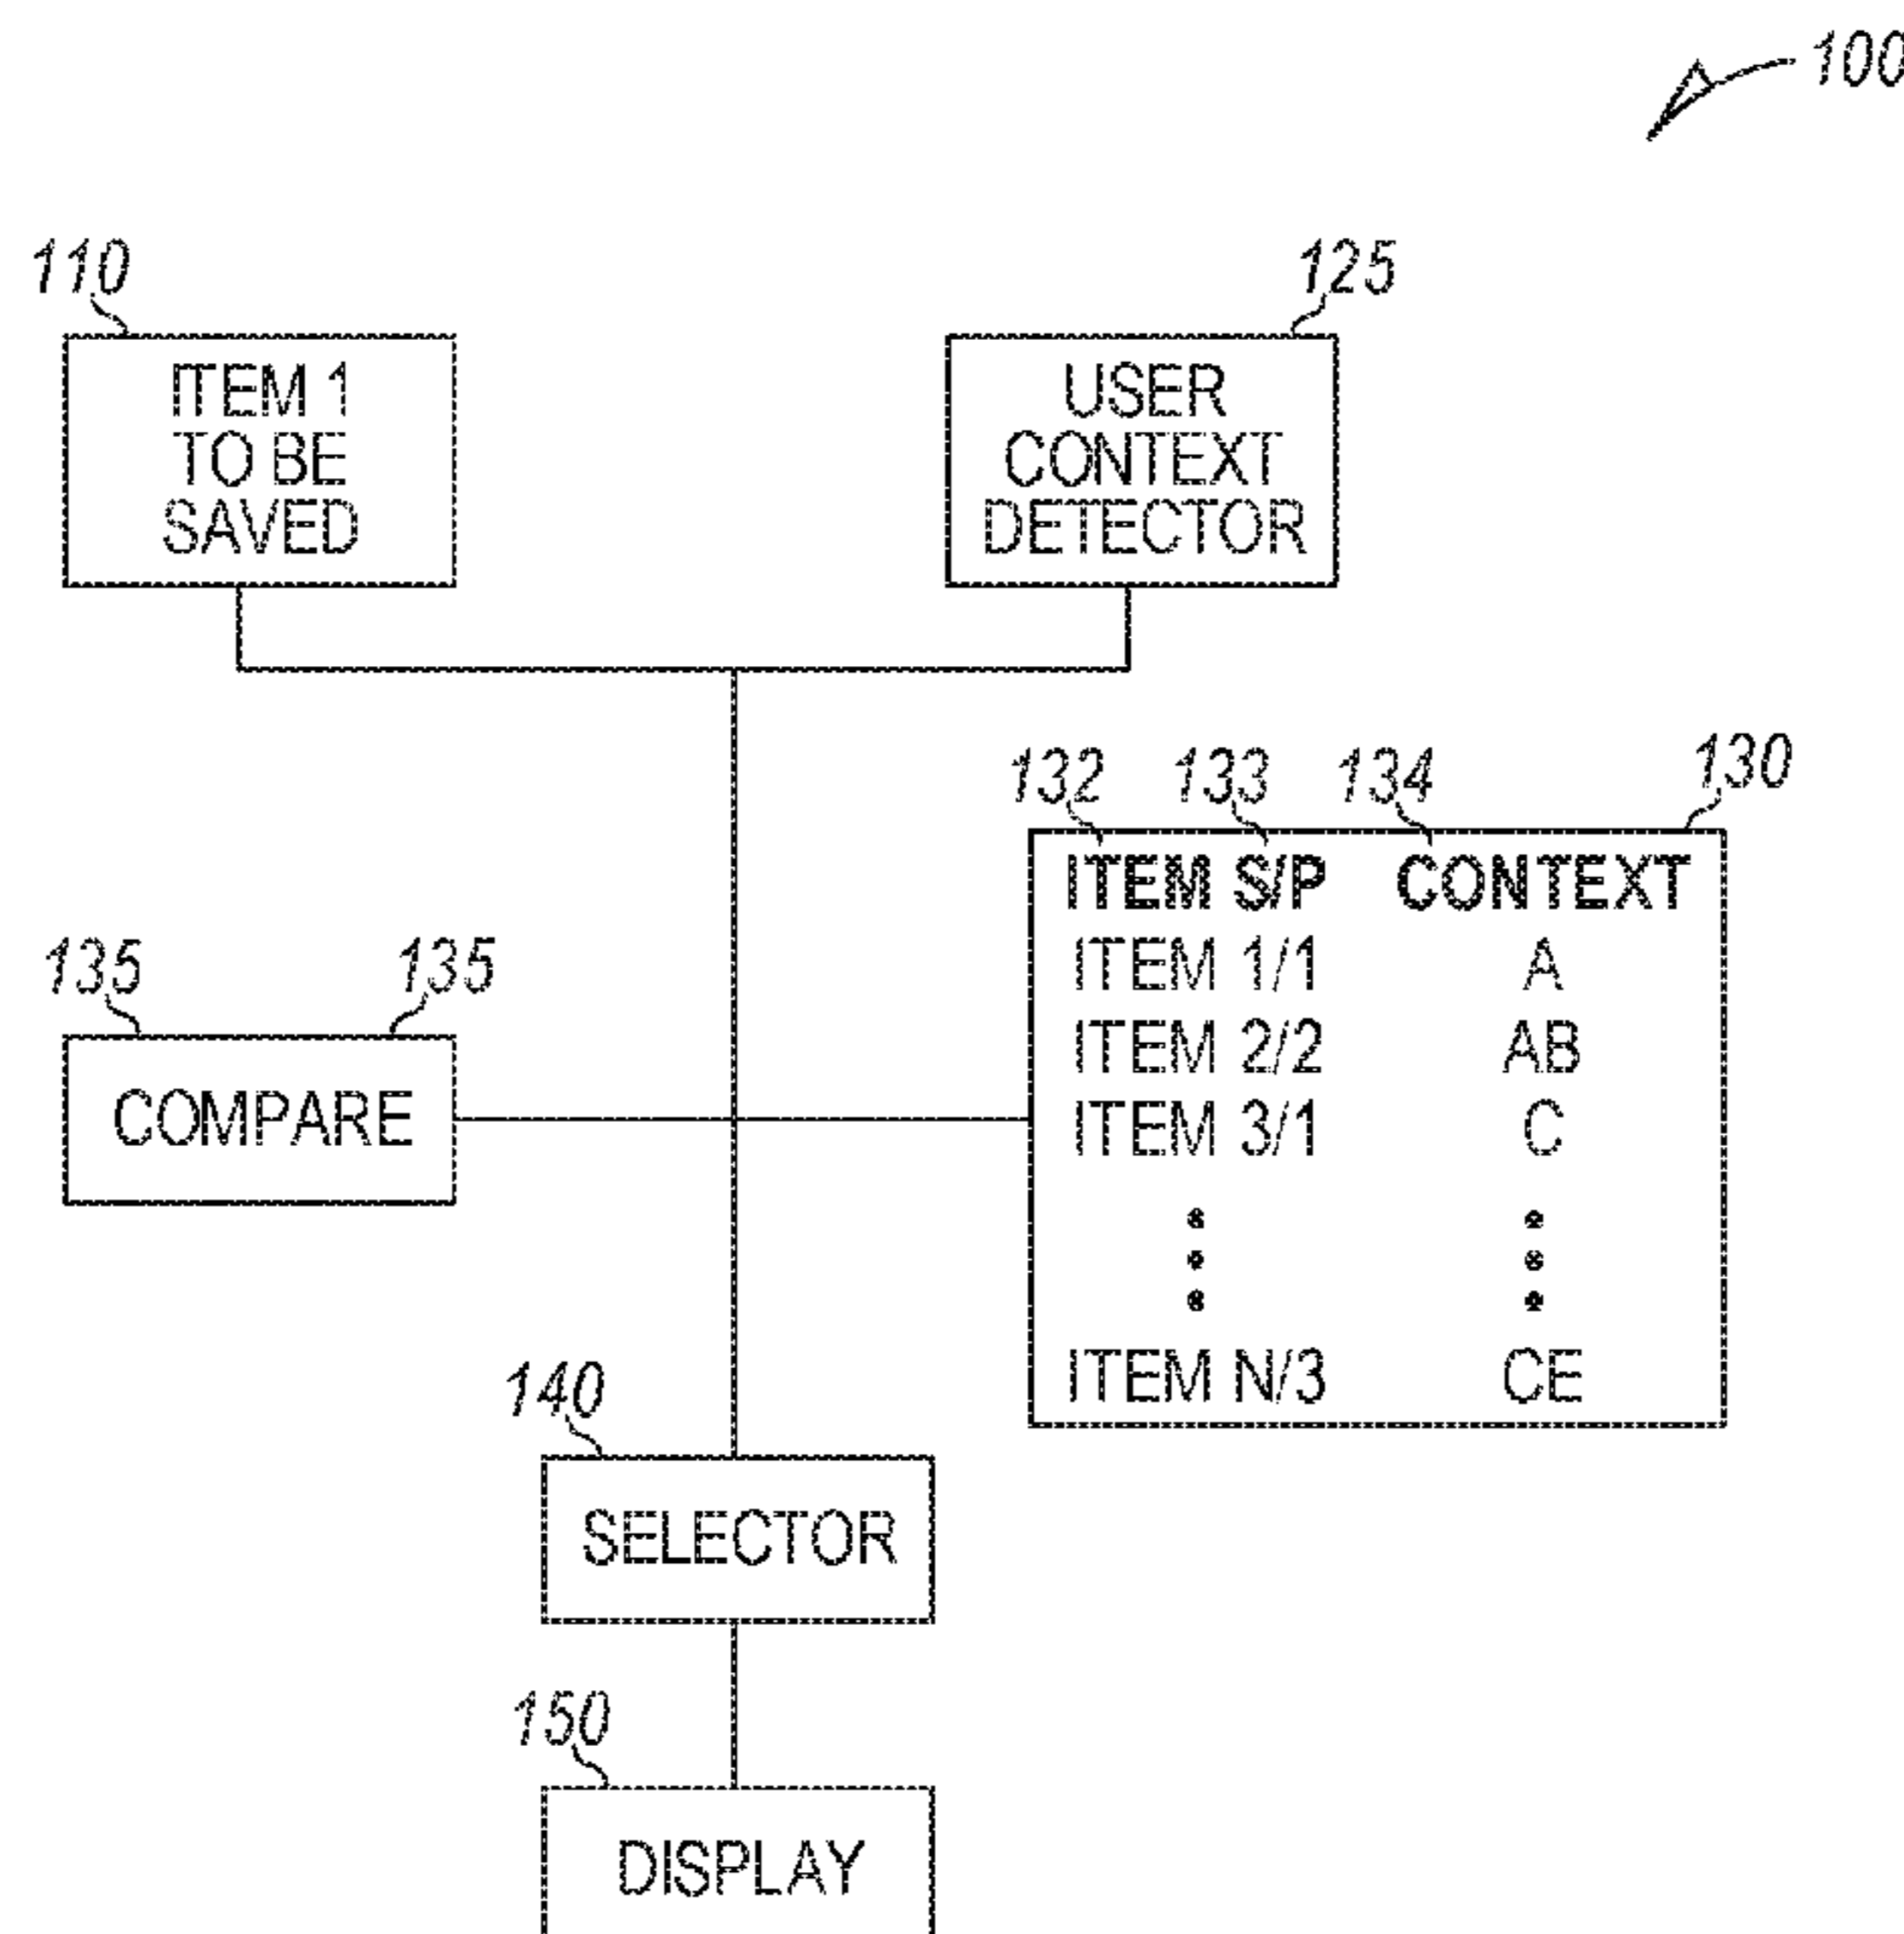 100
110
125
ITEM 1
TO BE
SAVED
USER
CONTEXT
DETECTOR
132 133 134 130
ITEM S/P CONTEXT
ITEM 1/1 A
ITEM 2/2 AB
ITEM 3/1 C
ITEM N/3 CE
135 135
COMPARE
140
SELECTOR
150
DISPLAY